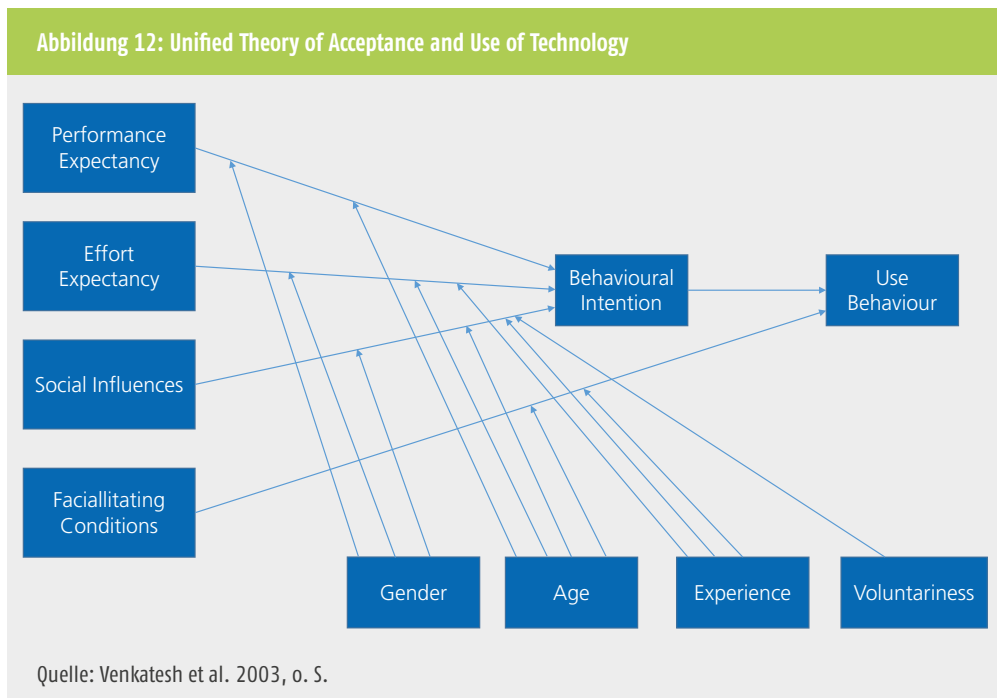 Abbildung 12: Unified Theory of Acceptance and Use of Technology
Performance
Expectancy
Effort
Expectancy
Social Influences
Faciallitating
Conditions
Behavioural
Intention
Use
Behaviour
Gender
Age
Experience
Voluntariness
Quelle: Venkatesh et al. 2003, o. S.